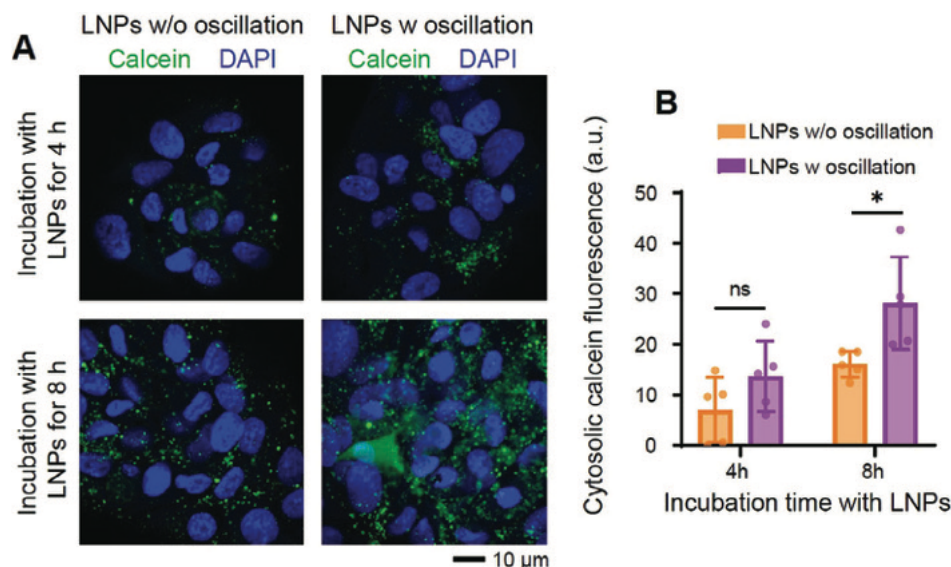 A
LNPs w/o oscillation
Calcein DAPI
LNPs w oscillation
Calcein DAPI
Incubation with
LNPs for 4 h
Incubation with
LNPs for 8 h
10 µm
B
LNPs w/o oscillation
LNPs w oscillation
Cytosolic calcein fluorescence (a.u.)
50
40
30
20
10
0
ns
*
4h
8h
Incubation time with LNPs